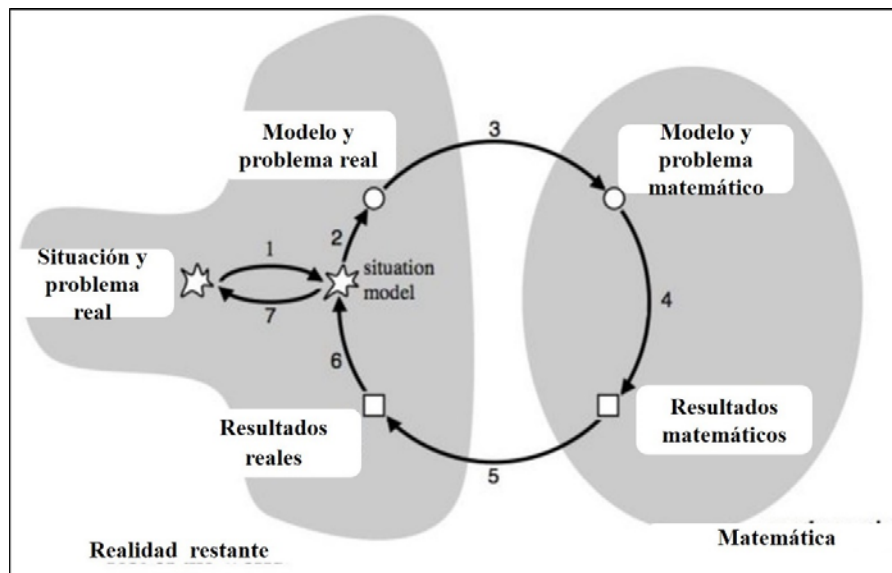 Modelo y
problema real
3
Modelo y
problema
matemático
2
1
Situación y
problema
real
situation
model
7
4
6
Resultados
reales
Resultados
matemáticos
5
Realidad restante
Matemática